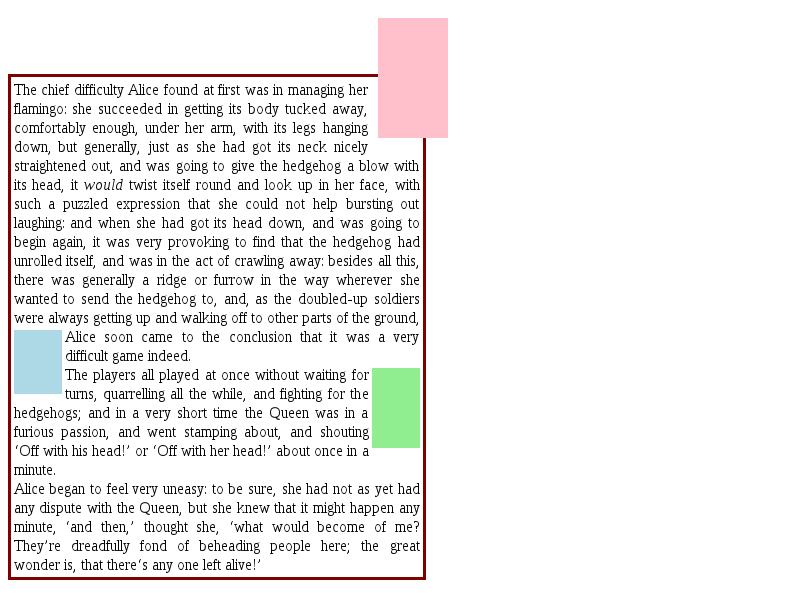 The chief difficulty Alice found at first was in managing her
flamingo: she succeeded in getting its body tucked away,
comfortably enough, under her arm, with its legs hanging
down, but generally, just as she had got its neck nicely
straightened out, and was going to give the hedgehog a blow with
its head, it would twist itself round and look up in her face, with
such a puzzled expression that she could not help bursting out
laughing: and when she had got its head down, and was going to
begin again, it was very provoking to find that the hedgehog had
unrolled itself, and was in the act of crawling away: besides all this,
there was generally a ridge or furrow in the way wherever she
wanted to send the hedgehog to, and, as the doubled-up soldiers
were always getting up and walking off to other parts of the ground,
Alice soon came to the conclusion that it was a very
difficult game indeed.
The players all played at once without waiting for
turns, quarrelling all the while, and fighting for the
hedgehogs; and in a very short time the Queen was in a
furious passion, and went stamping about, and shouting
‘Off with his head!’ or ‘Off with her head!’ about once in a
minute.
Alice began to feel very uneasy: to be sure, she had not as yet had
any dispute with the Queen, but she knew that it might happen any
minute, ‘and then,’ thought she, ‘what would become of me?
They’re dreadfully fond of beheading people here; the great
wonder is, that there‘s any one left alive!’